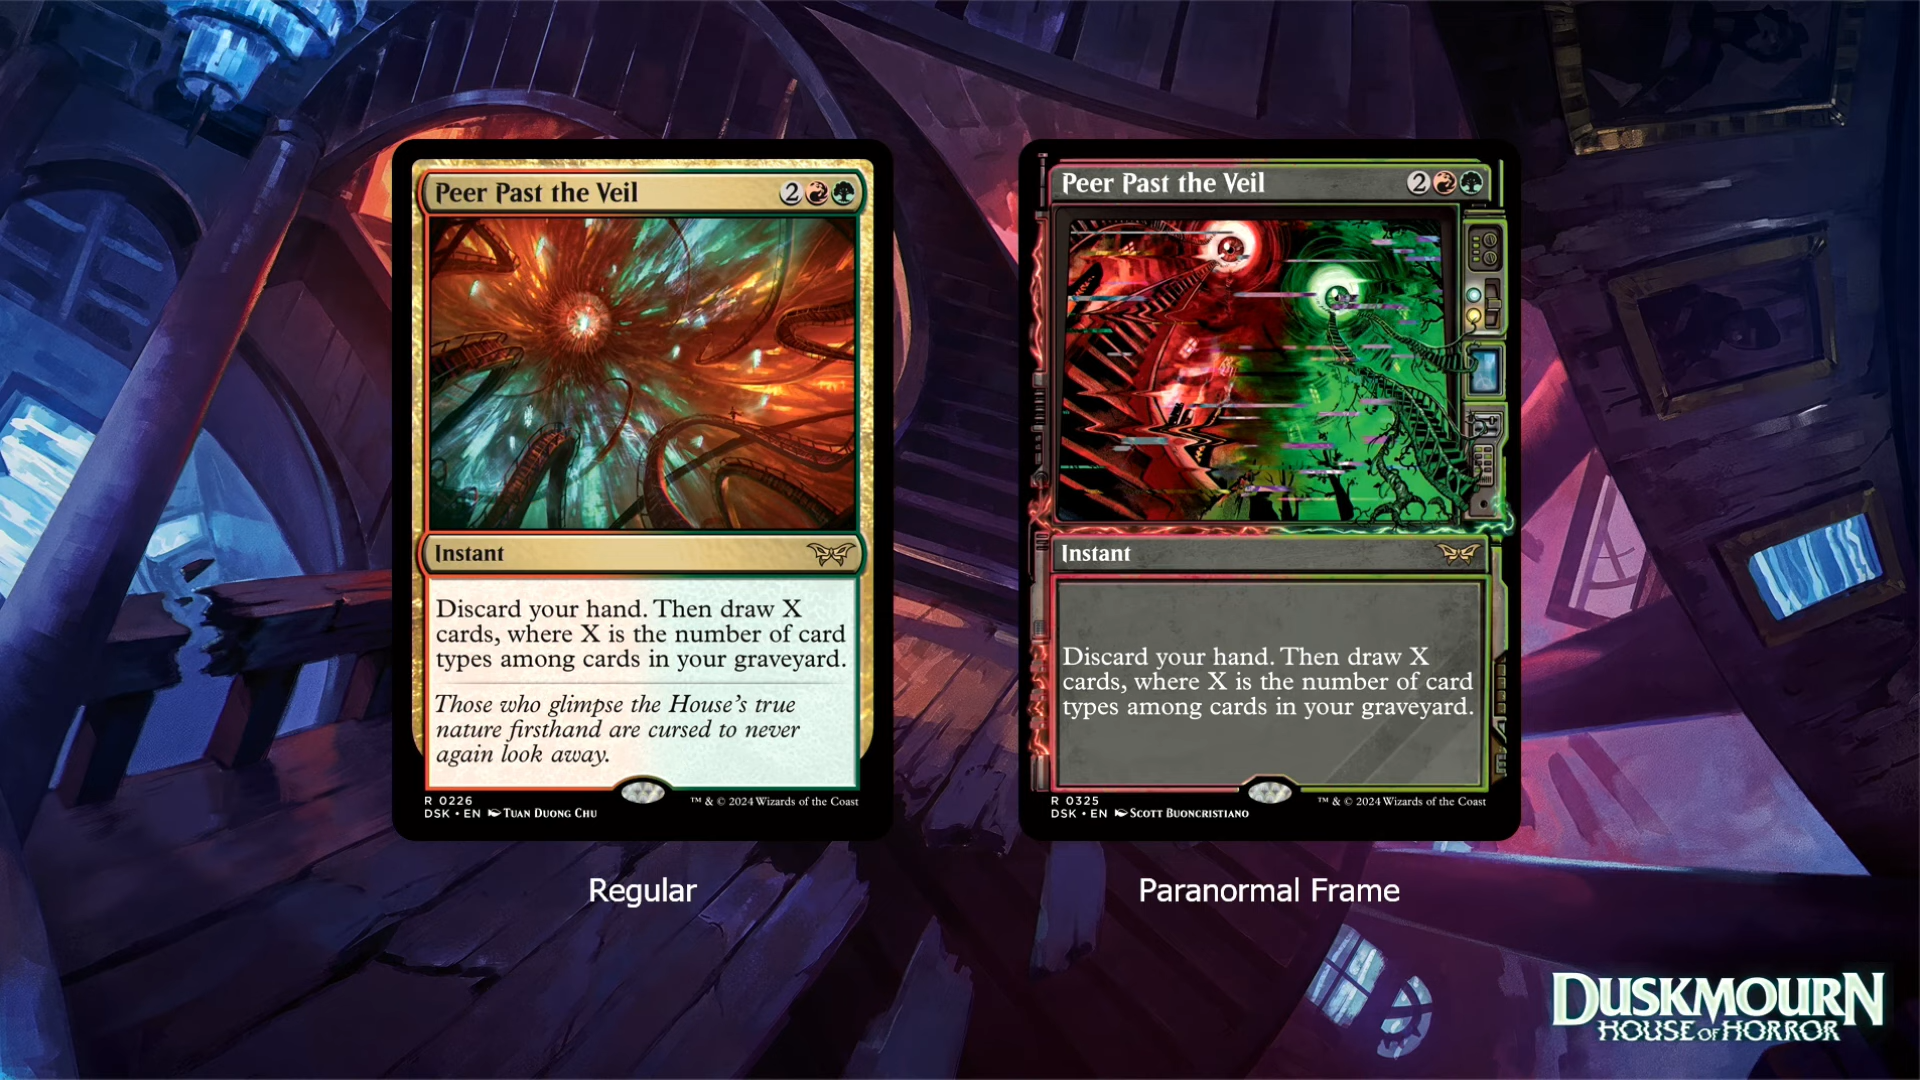 Peer Past the Veil
2
Instant
Discard your hand. Then draw X
cards, where X is the number of card
types among cards in your graveyard.
Those who glimpse the House's true
nature firsthand are cursed to never
again look away.
R 0226
DSK • EN Tuan Duong Chu
™ & © 2024 Wizards of the Coast
Regular
Peer Past the Veil
2
Instant
Discard your hand. Then draw X
cards, where X is the number of card
types among cards in your graveyard.
R 0325
DSK • EN Scott Buoncristiano
™ & © 2024 Wizards of the Coast
Paranormal Frame
DUSKMOURN
HOUSE OF HORROR